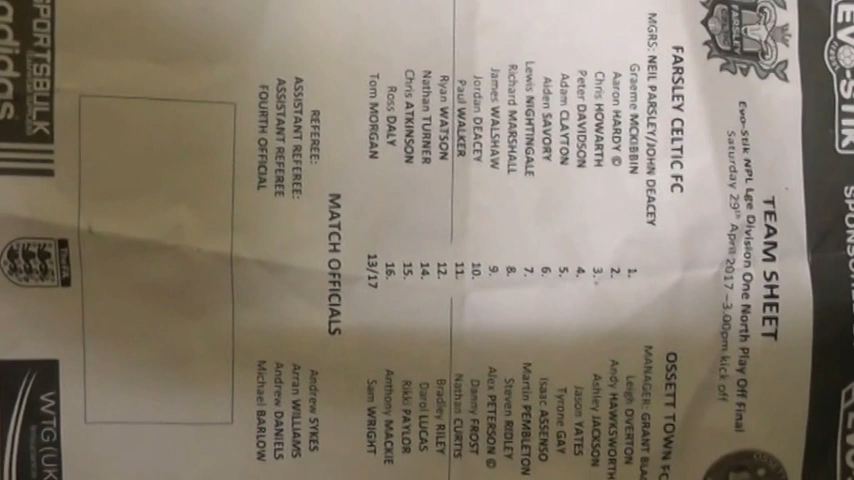 EVO-STIK
TEAM SHEET
Evo-Stik NPL Lge Division One North Play Off Final
Saturday 29th April 2017 –3.00pm kick off
FARSLEY CELTIC FC OSSETT TOWN FC
MGRS: NEIL PARSLEY/JOHN DEACEY MANAGER: GRANT
Graeme MCKIBBIN 1. Leigh OVERTON
Aaron HARDY © 2. Andy HAWKSWORTH
Chris HOWARTH 3. Ashley JACKSON
Peter DAVIDSON 4. Jason YATES
Adam CLAYTON 5. Tyrone GAY
Aiden SAVORY 6. Isaac ASSENSO
Lewis NIGHTINGALE 7. Martin PEMBLETON
Richard MARSHALL 8. Steven RIDLEY
James WALSHAW 9. Alex PETERSON ©
Jordan DEACEY 10. Danny FROST
Paul WALKER 11. Nathan CURTIS
Ryan WATSON 12. Bradley RILEY
Nathan TURNER 14. Darol LUCAS
Chris ATKINSON 15. Rikki PAYLOR
Ross DALY 16. Anthony MACKIE
Tom MORGAN 13/17 Sam WRIGHT
MATCH OFFICIALS
REFEREE: Andrew SYKES
ASSISTANT REFEREE: Arran WILLIAMS
ASSISTANT REFEREE Andrew DANIELS
FOURTH OFFICIAL Michael BARLOW
SPORTSBULK
adidas
TheFA
WTG (UK